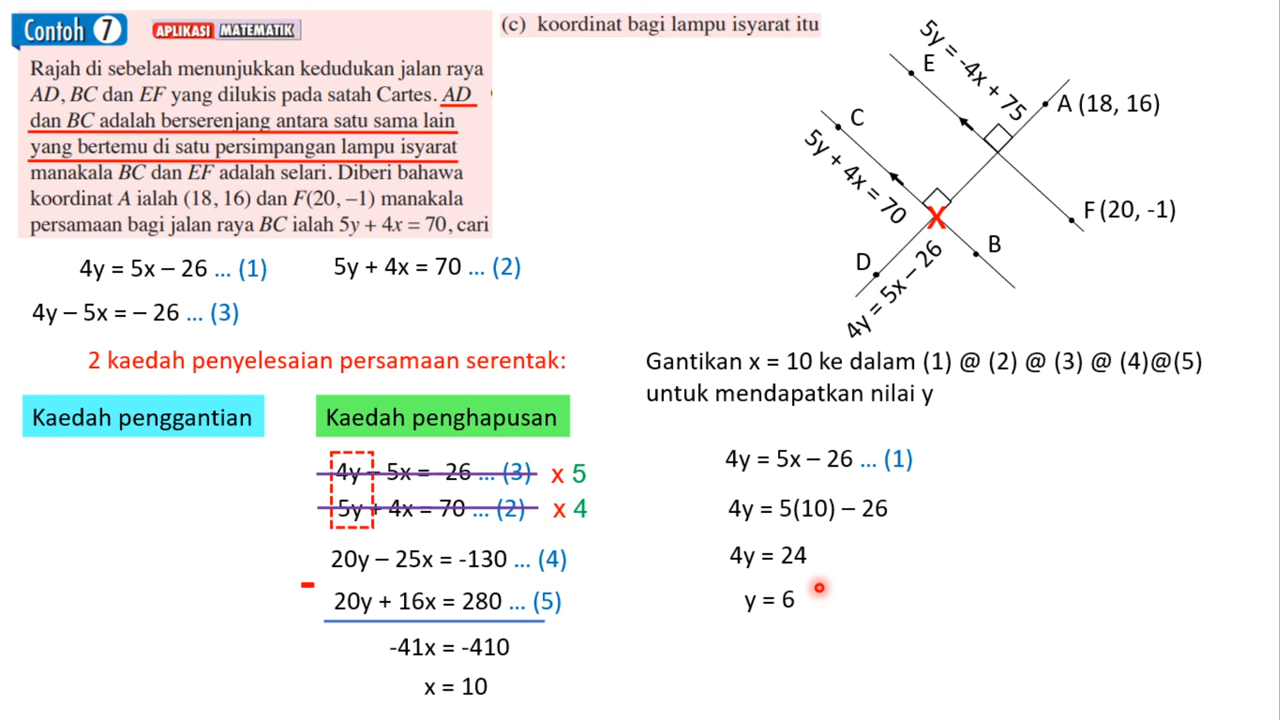 Contoh 7 APLIKASI MATEMATIK
Rajah di sebelah menunjukkan kedudukan jalan raya
AD, BC dan EF yang dilukis pada satah Cartes. AD
dan BC adalah berserenjang antara satu sama lain
yang bertemu di satu persimpangan lampu isyarat
manakala BC dan EF adalah selari. Diberi bahawa
koordinat A ialah (18, 16) dan F(20, –1) manakala
persamaan bagi jalan raya BC ialah 5y + 4x = 70, cari
(c) koordinat bagi lampu isyarat itu
5y = -4x + 75
E
A (18, 16)
C
5y + 4x = 70
F (20, -1)
X
B
D
4y = 5x – 26
4y = 5x – 26 ... (1)
5y + 4x = 70 ... (2)
4y – 5x = – 26 ... (3)
2 kaedah penyelesaian persamaan serentak:
Kaedah penggantian
Kaedah penghapusan
4y – 5x = -26 ... (3) x 5
5y + 4x = 70 ... (2) x 4
20y – 25x = -130 ... (4)
-
20y + 16x = 280 ... (5)
-41x = -410
x = 10
Gantikan x = 10 ke dalam (1) @ (2) @ (3) @ (4)@(5)
untuk mendapatkan nilai y
4y = 5x – 26 ... (1)
4y = 5(10) – 26
4y = 24
y = 6